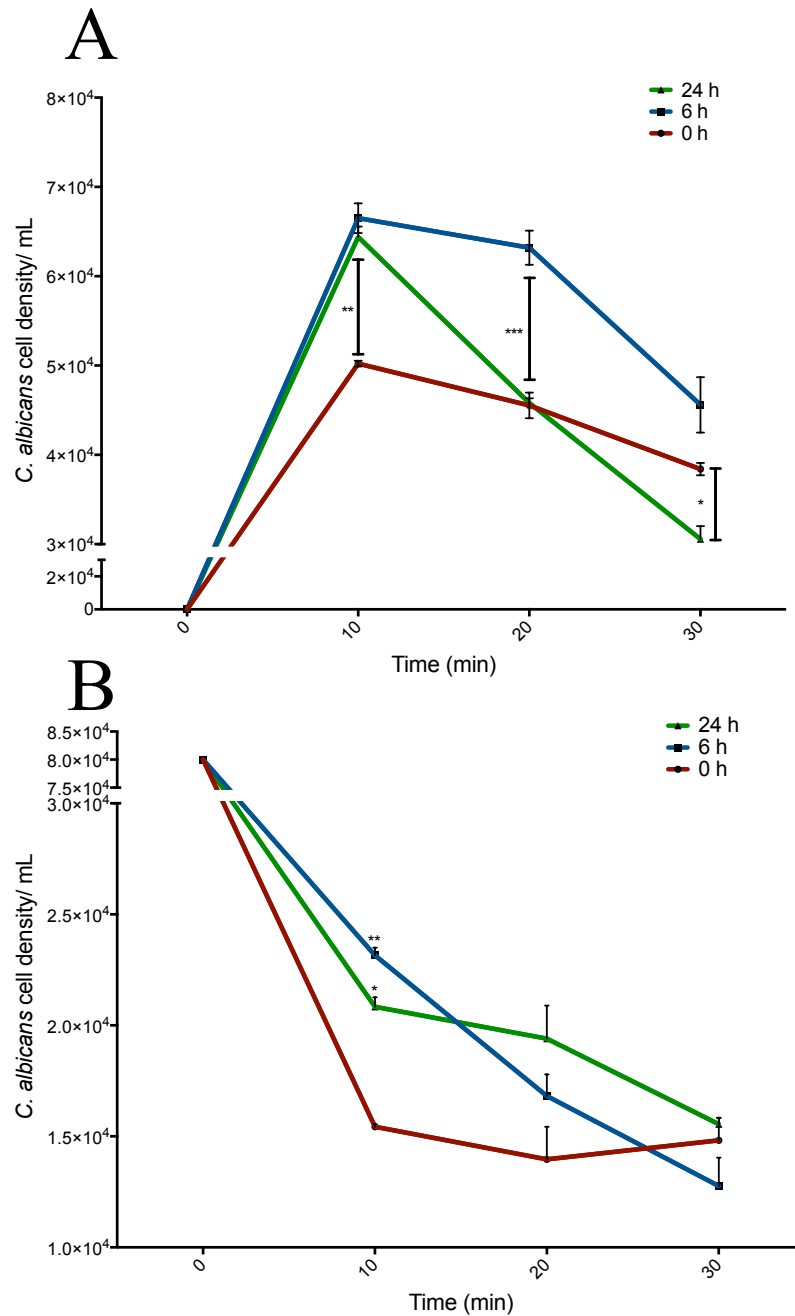 A
24 h
6 h
0 h
8×10⁴
7×10⁴
6×10⁴
5×10⁴
4×10⁴
3×10⁴
2×10⁴
0
C. albicans cell density/ mL
**
***
*
0
10
20
30
Time (min)
B
24 h
6 h
0 h
8.5×10⁴
8.0×10⁴
7.5×10⁴
3.0×10⁴
2.5×10⁴
2.0×10⁴
1.5×10⁴
1.0×10⁴
C. albicans cell density/ mL
**
*
0
10
20
30
Time (min)